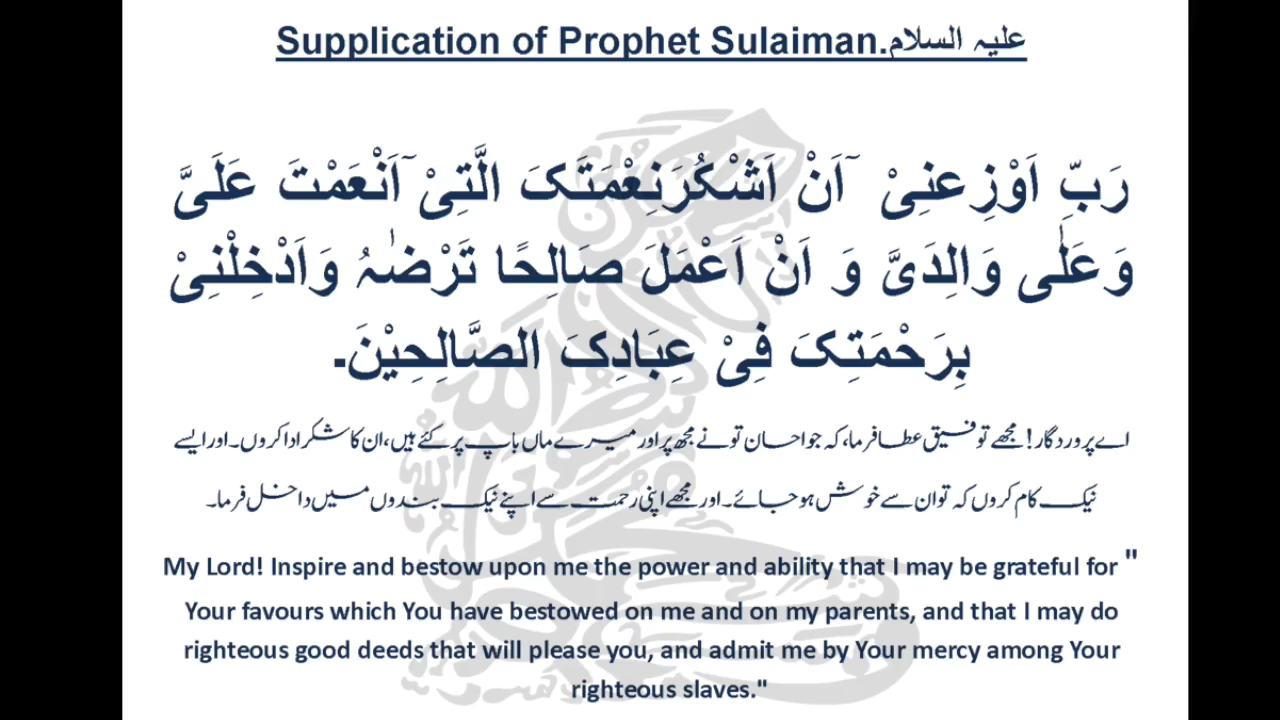 Supplication of Prophet Sulaiman.علیہ السلام
رَبِّ اَوْزِعنِیْ ٓ اَنْ اَشْکُرَنِعْمَتَکَ الَّتِیْ ٓاَنْعَمْتَ عَلَیَّ
وَعَلٰی وَالِدَیَّ وَ اَنْ اَعْمَلَ صَالِحًا تَرْضٰہُ وَاَدْخِلْنِیْ
بِرَحْمَتِکَ فِیْ عِبَادِکَ الصَّالِحِیْنَ۔
اے پروردگار! مجھے توفیق عطا فرما، کہ جو احسان تو نے مجھ پر اور میرے ماں باپ پر کئے ہیں، ان کا شکر ادا کروں۔ اور ایسے
نیک کام کروں کہ تو ان سے خوش ہو جائے۔ اور مجھے اپنی رحمت سے اپنے نیک بندوں میں داخل فرما۔
My Lord! Inspire and bestow upon me the power and ability that I may be grateful for "
Your favours which You have bestowed on me and on my parents, and that I may do
righteous good deeds that will please you, and admit me by Your mercy among Your
righteous slaves."